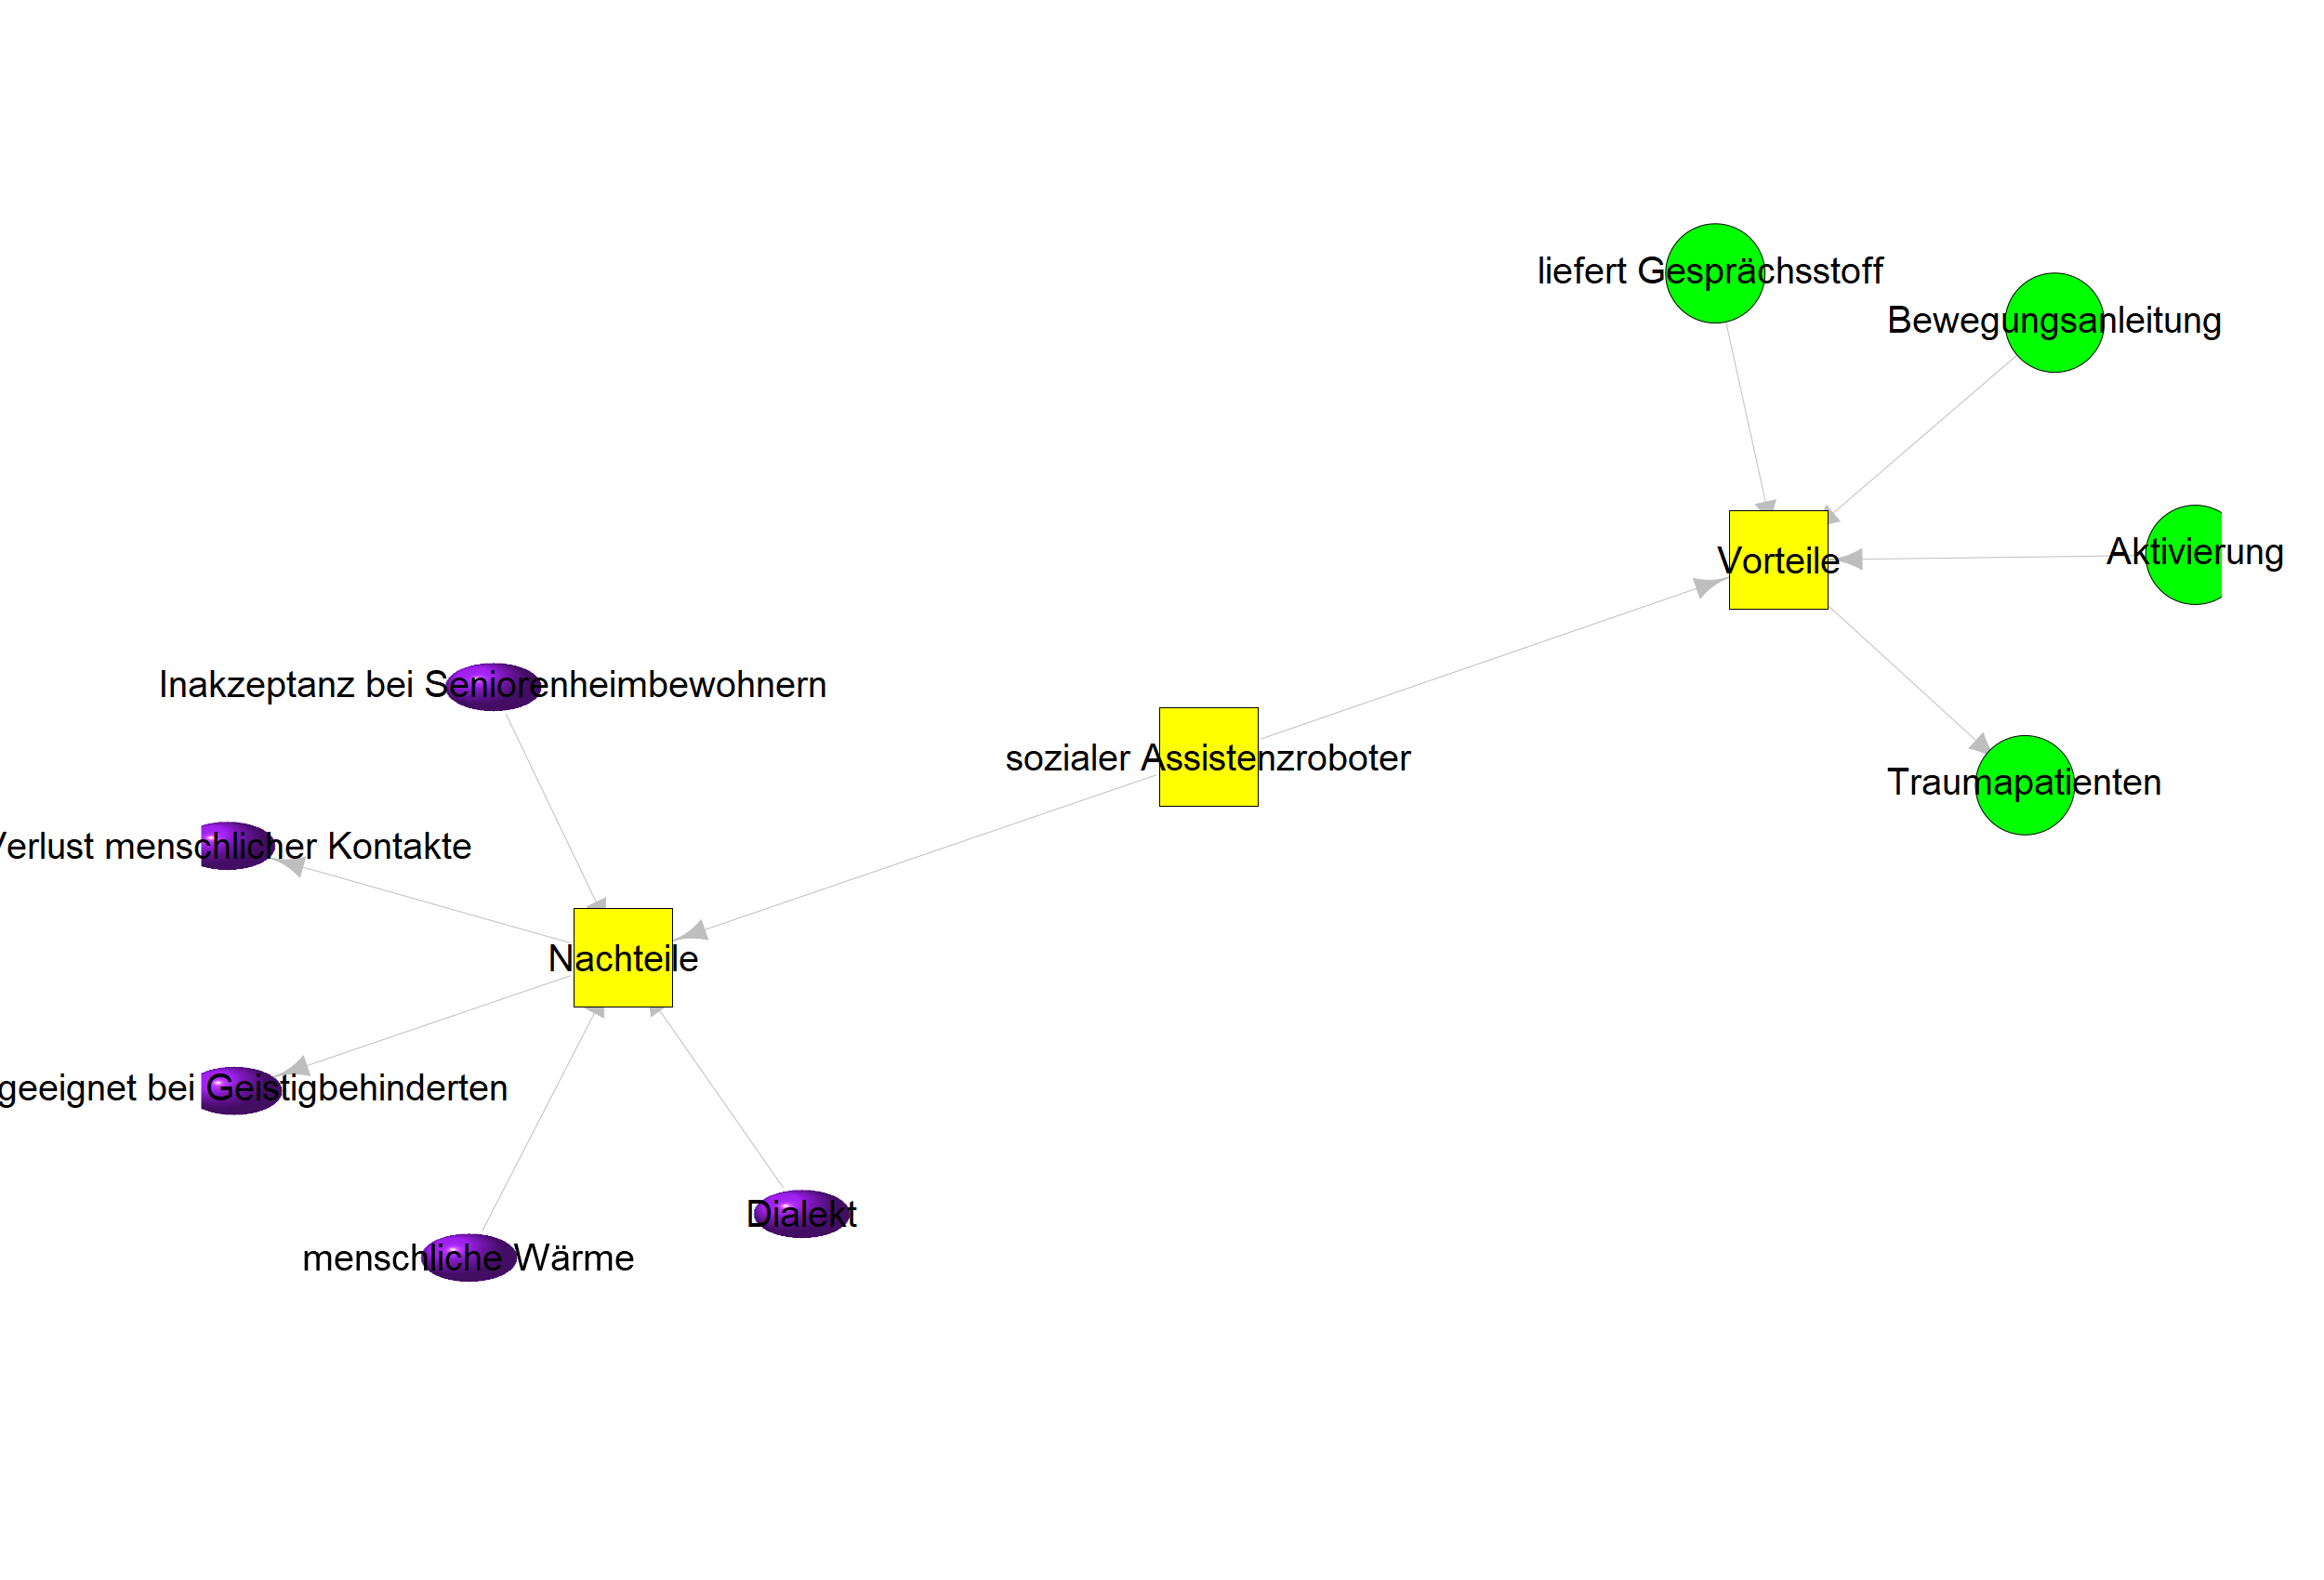 liefert Gesprächsstoff
Bewegungsanleitung
Aktivierung
Vorteile
Inakzeptanz bei Seniorenheimbewohnern
sozialer Assistenzroboter
Traumapatienten
Verlust menschlicher Kontakte
Nachteile
geeignet bei Geistigbehinderten
Dialekt
menschliche Wärme